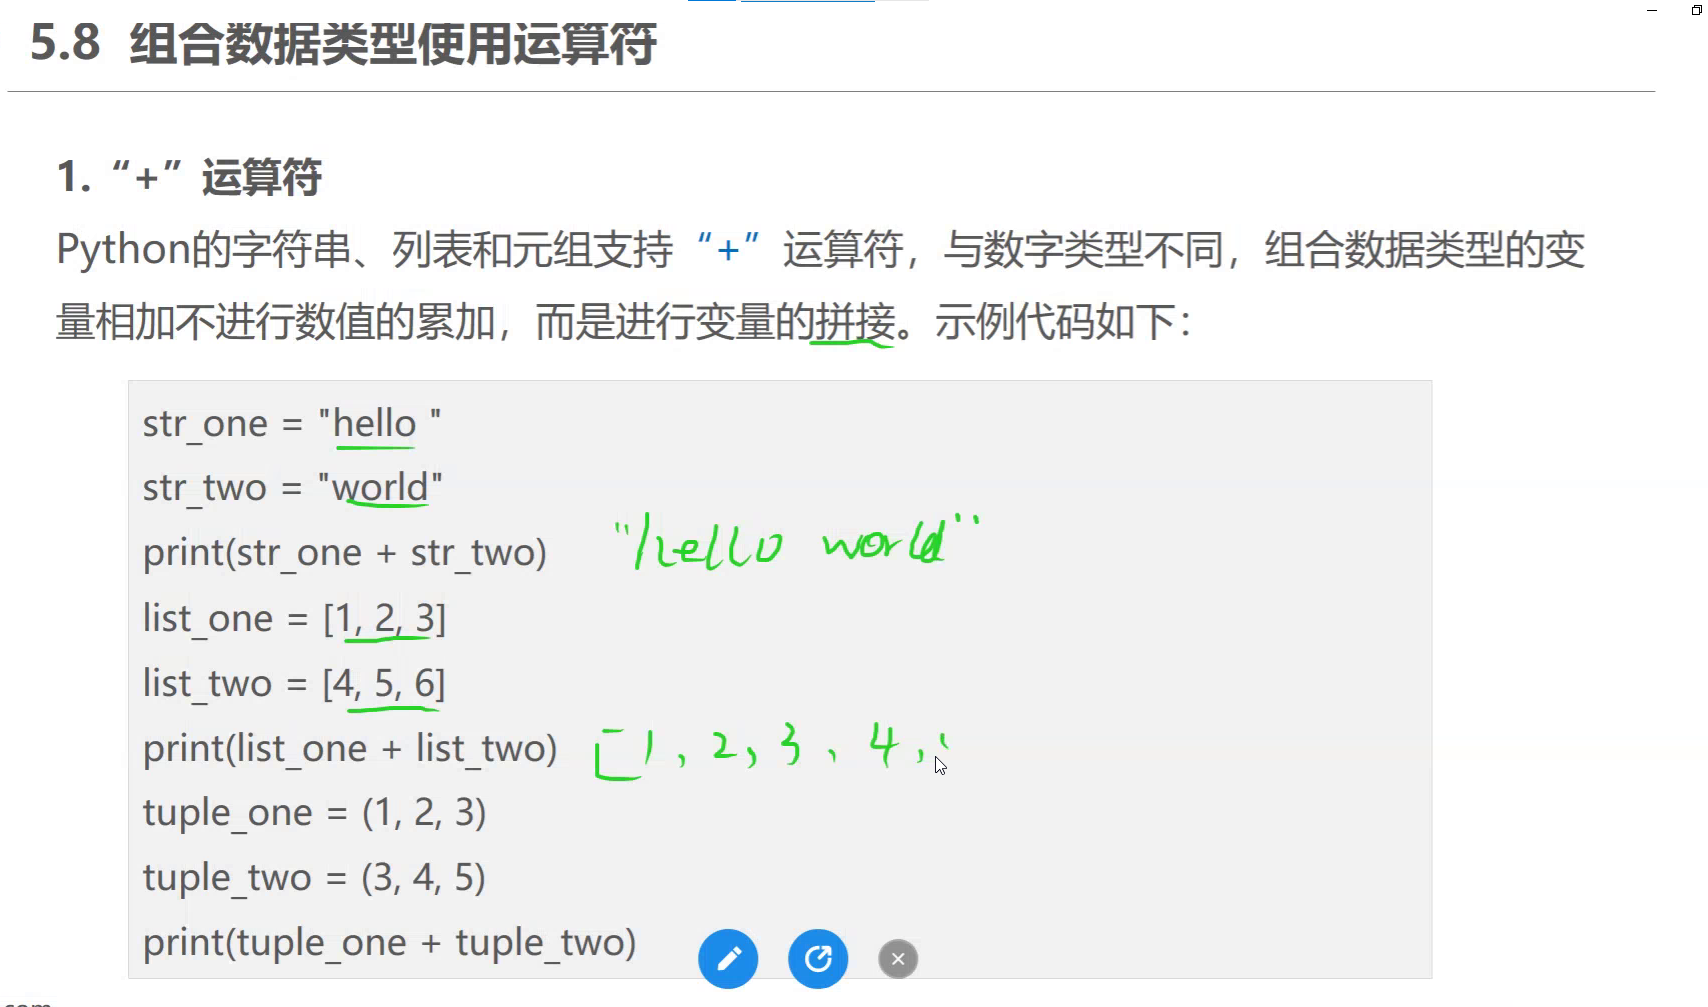 5.8 组合数据类型使用运算符
1. “+” 运算符
Python的字符串、列表和元组支持 “+” 运算符，与数字类型不同，组合数据类型的变
量相加不进行数值的累加，而是进行变量的拼接。示例代码如下：
str_one = "hello "
str_two = "world"
print(str_one + str_two) "hello world"
list_one = [1, 2, 3]
list_two = [4, 5, 6]
print(list_one + list_two) [1, 2, 3, 4,
tuple_one = (1, 2, 3)
tuple_two = (3, 4, 5)
print(tuple_one + tuple_two)